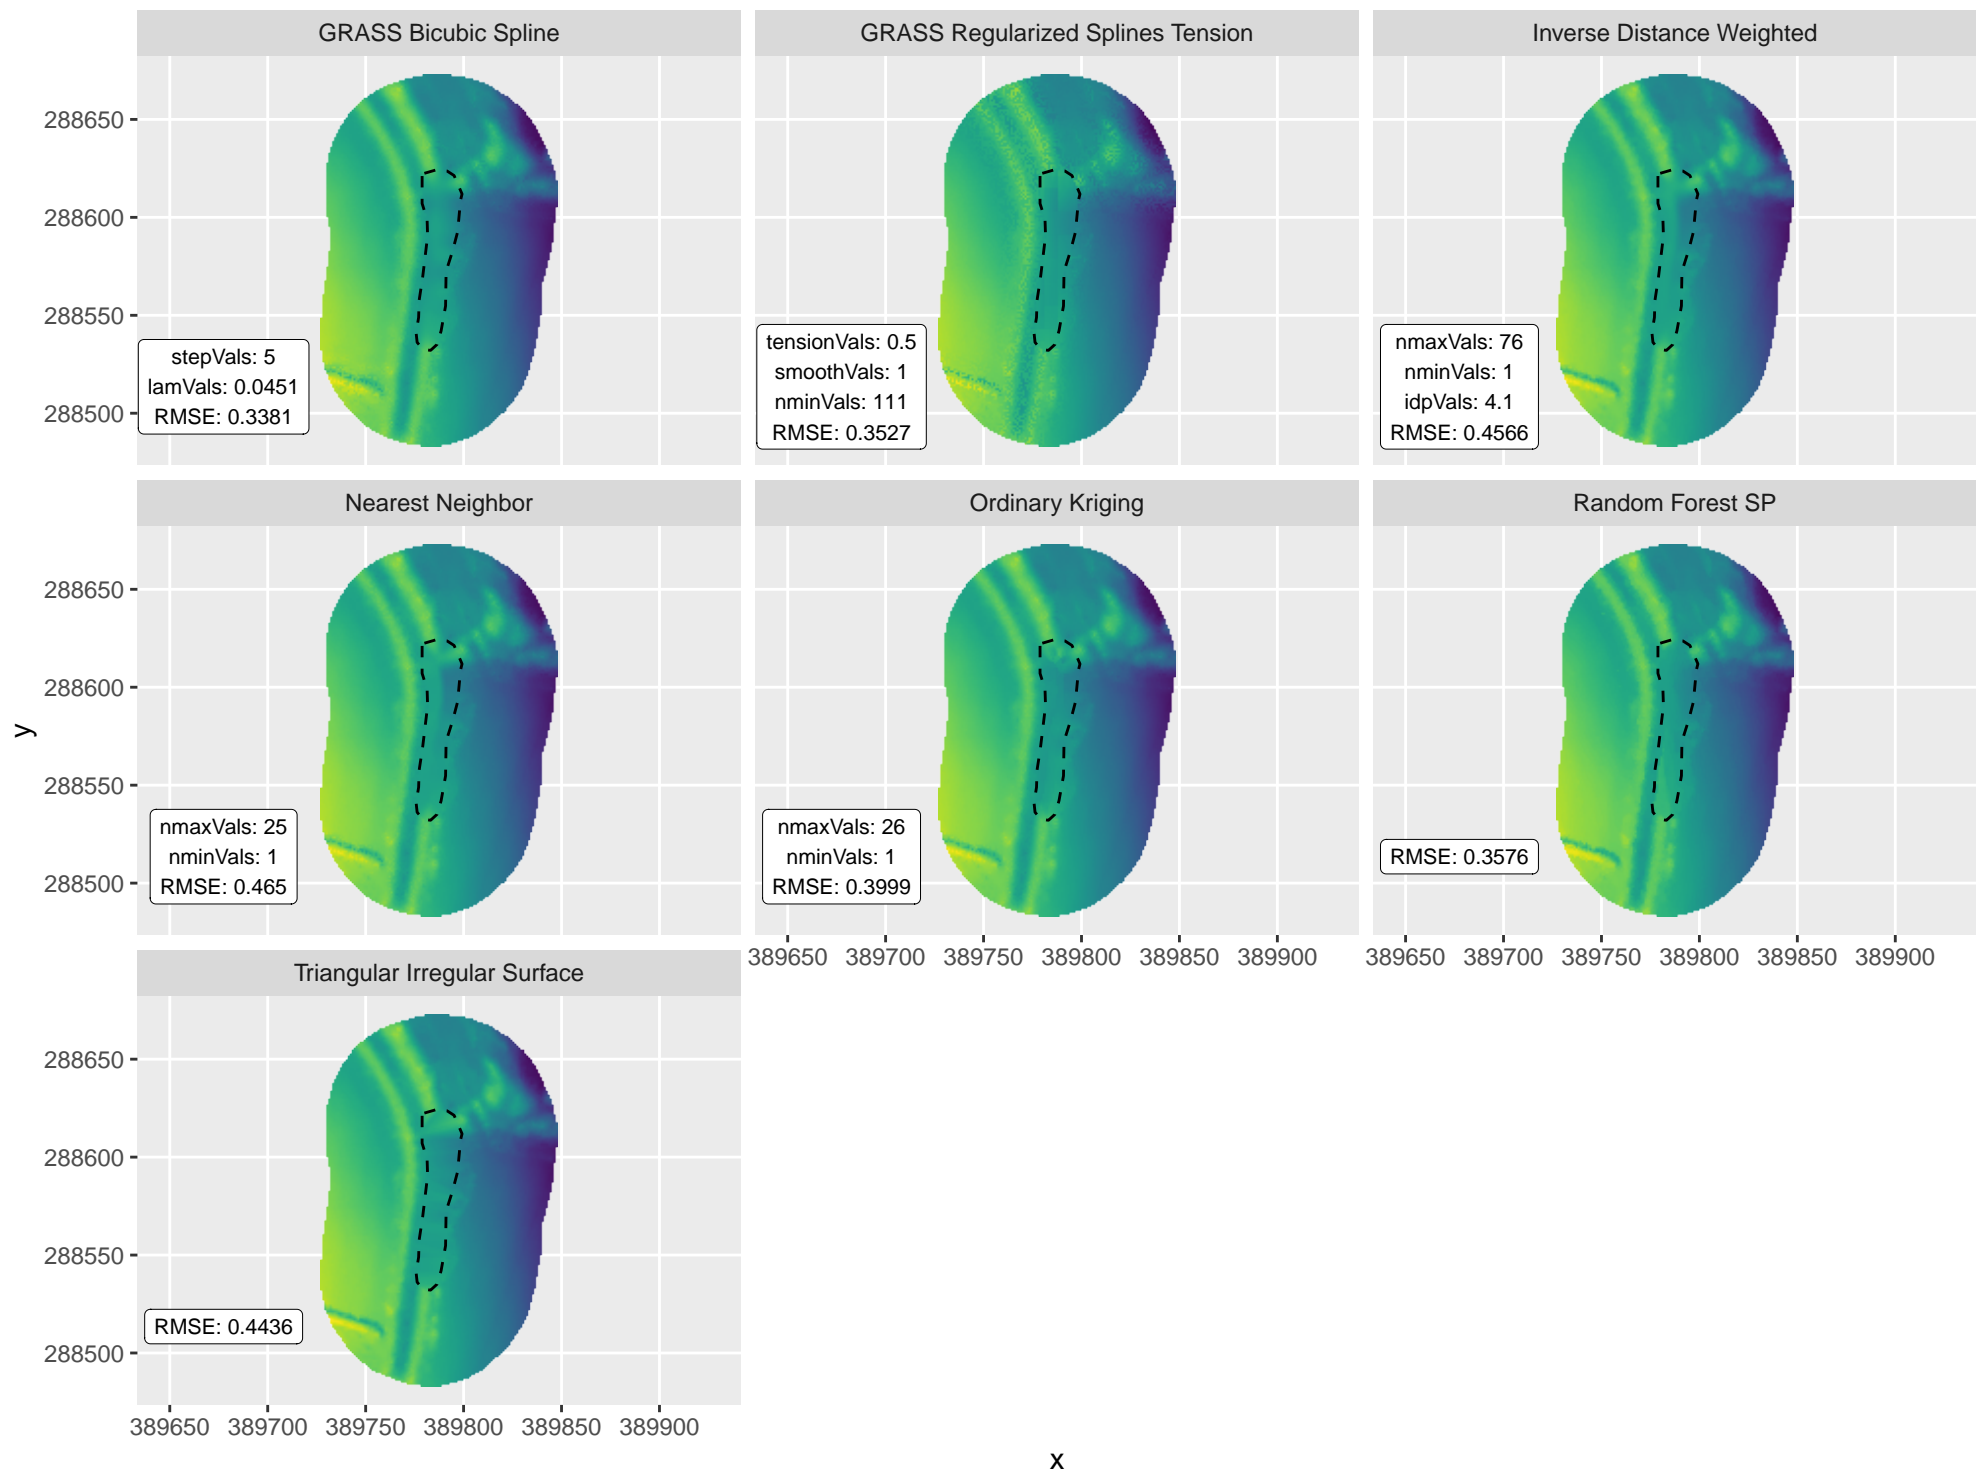 GRASS Bicubic Spline
GRASS Regularized Splines Tension
Inverse Distance Weighted
288650
288600
288550
288500
stepVals: 5
lamVals: 0.0451
RMSE: 0.3381
tensionVals: 0.5
smoothVals: 1
nminVals: 111
RMSE: 0.3527
nmaxVals: 76
nminVals: 1
idpVals: 4.1
RMSE: 0.4566
Nearest Neighbor
Ordinary Kriging
Random Forest SP
288650
288600
288550
288500
y
nmaxVals: 25
nminVals: 1
RMSE: 0.465
nmaxVals: 26
nminVals: 1
RMSE: 0.3999
RMSE: 0.3576
389650 389700 389750 389800 389850 389900
389650 389700 389750 389800 389850 389900
Triangular Irregular Surface
288650
288600
288550
288500
RMSE: 0.4436
389650 389700 389750 389800 389850 389900
x